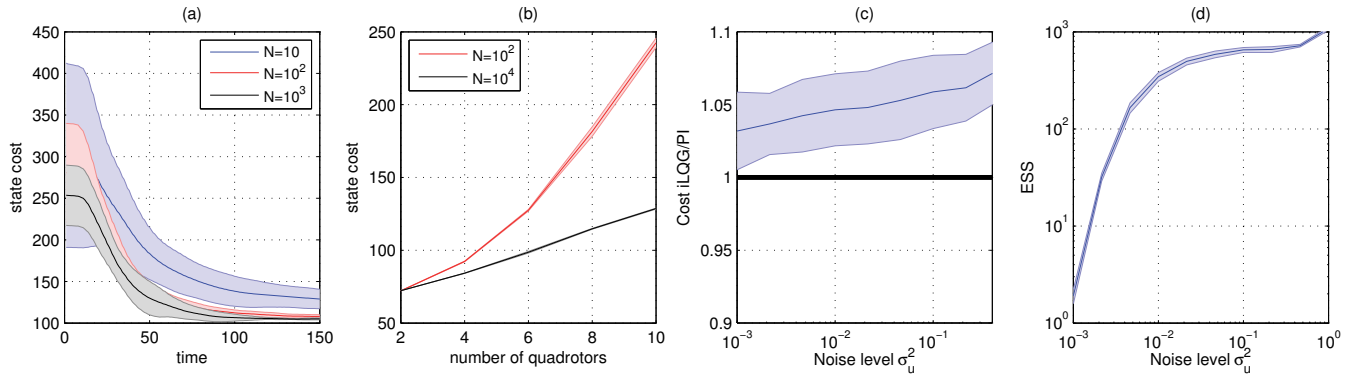 (a)
state cost
450
400
350
300
250
200
150
100
0
50
100
150
time
N=10
N=10²
N=10³
(b)
state cost
250
200
150
100
50
2
4
6
8
10
number of quadrotors
N=10²
N=10⁴
(c)
Cost iLQG/PI
1.1
1.05
1
0.95
0.9
10⁻³
10⁻²
10⁻¹
Noise level σ²ᵤ
(d)
ESS
10³
10²
10¹
10⁰
10⁻³
10⁻²
10⁻¹
10⁰
Noise level σ²ᵤ